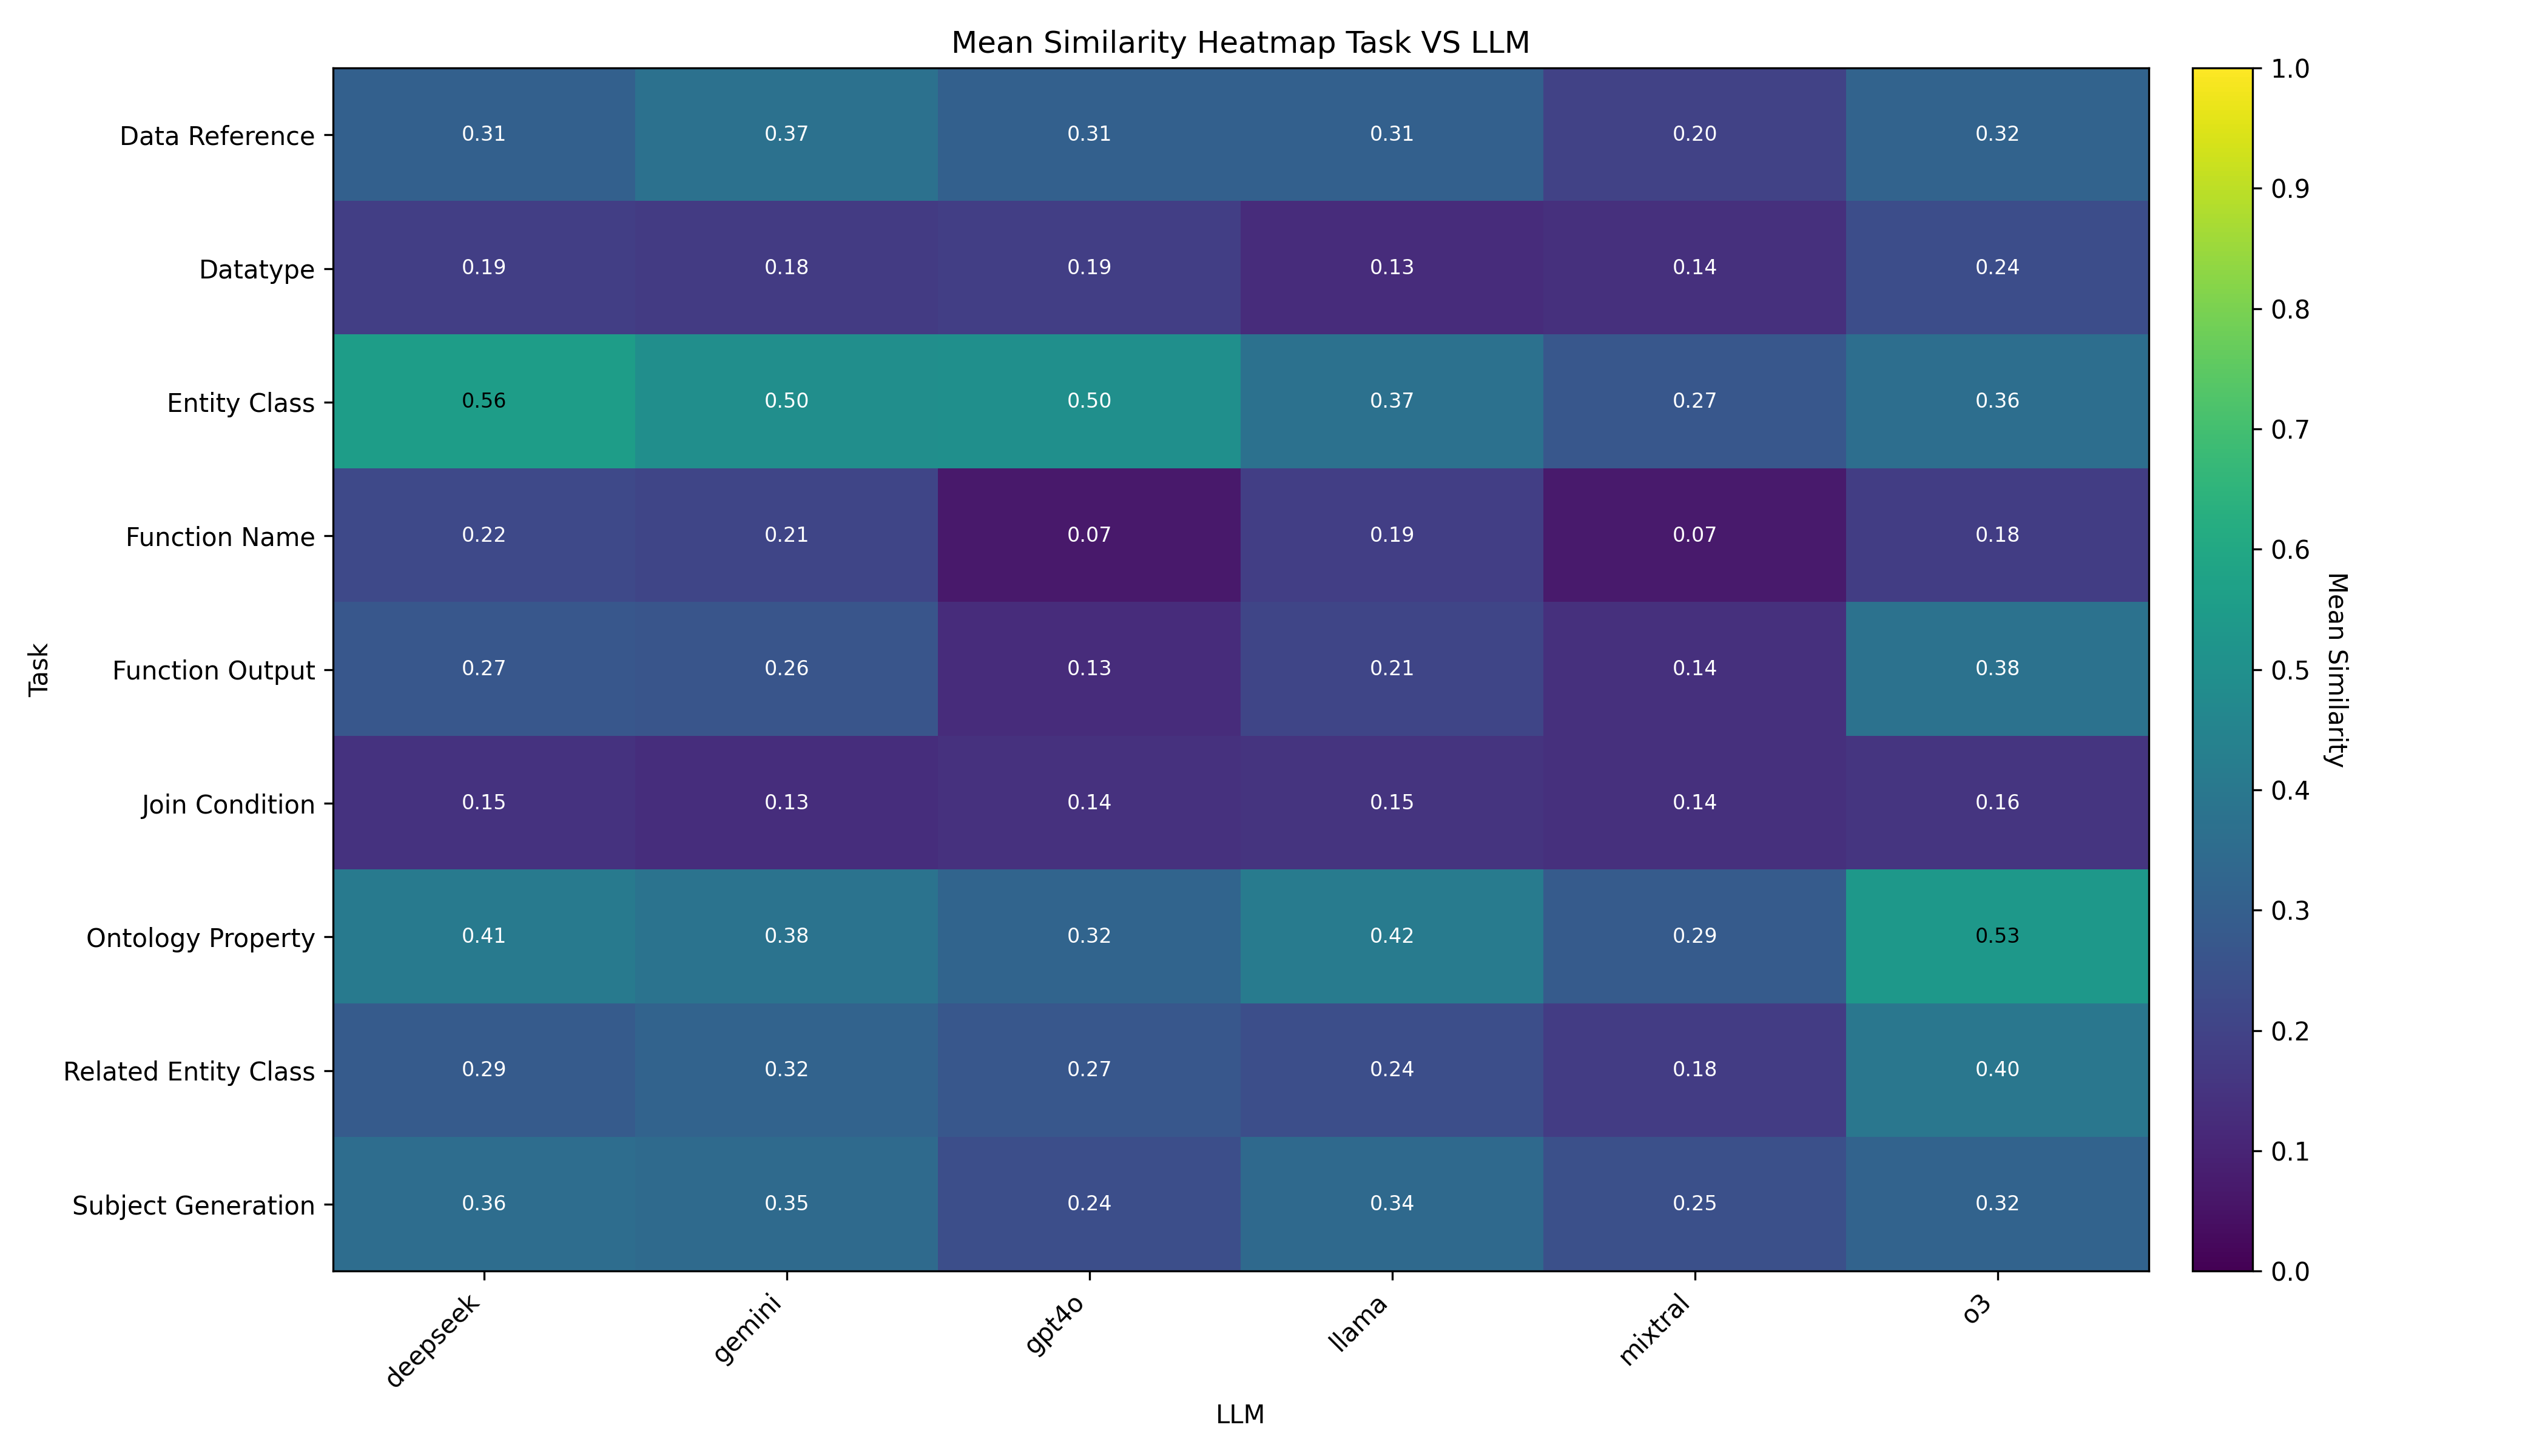 Mean Similarity Heatmap Task VS LLM
Data Reference 0.31 0.37 0.31 0.31 0.20 0.32
Datatype 0.19 0.18 0.19 0.13 0.14 0.24
Entity Class 0.56 0.50 0.50 0.37 0.27 0.36
Function Name 0.22 0.21 0.07 0.19 0.07 0.18
Function Output 0.27 0.26 0.13 0.21 0.14 0.38
Join Condition 0.15 0.13 0.14 0.15 0.14 0.16
Ontology Property 0.41 0.38 0.32 0.42 0.29 0.53
Related Entity Class 0.29 0.32 0.27 0.24 0.18 0.40
Subject Generation 0.36 0.35 0.24 0.34 0.25 0.32
Task
deepseek gemini gpt4o llama mixtral o3
LLM
1.0
0.9
0.8
0.7
0.6
0.5
0.4
0.3
0.2
0.1
0.0
Mean Similarity